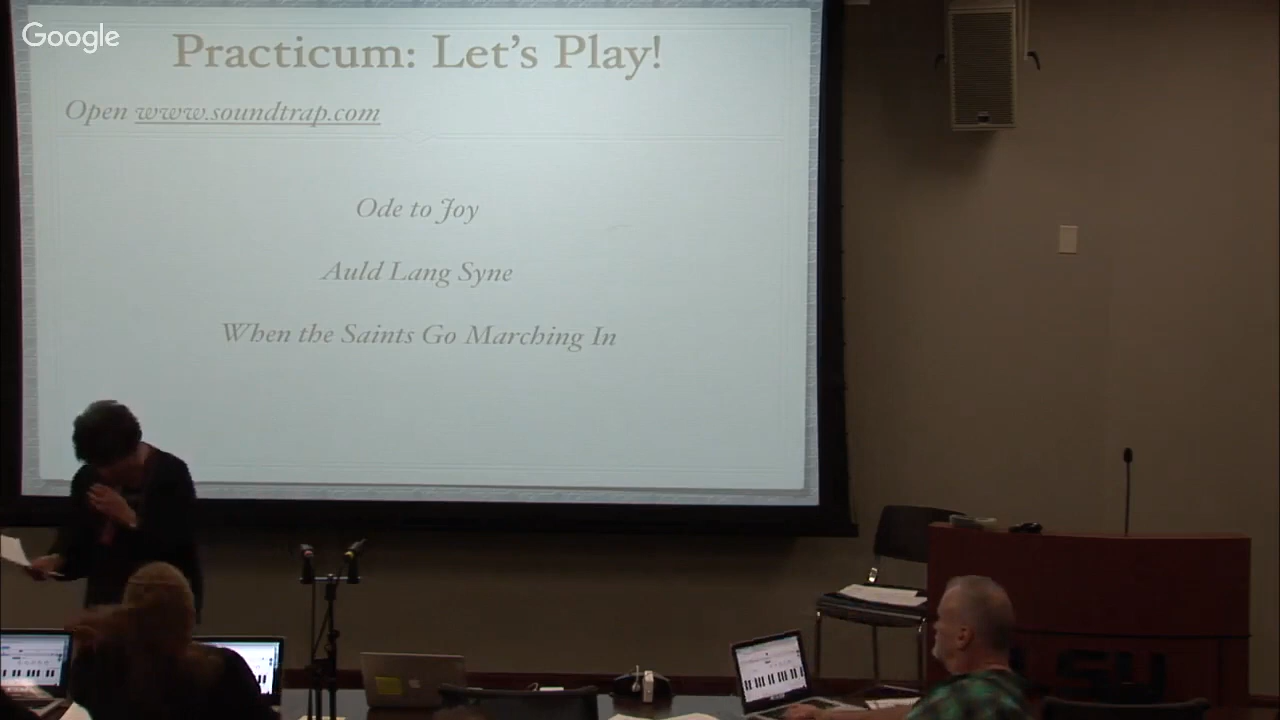 Google
Practicum: Let's Play!
Open www.soundtrap.com
Ode to Joy
Auld Lang Syne
When the Saints Go Marching In
LSU